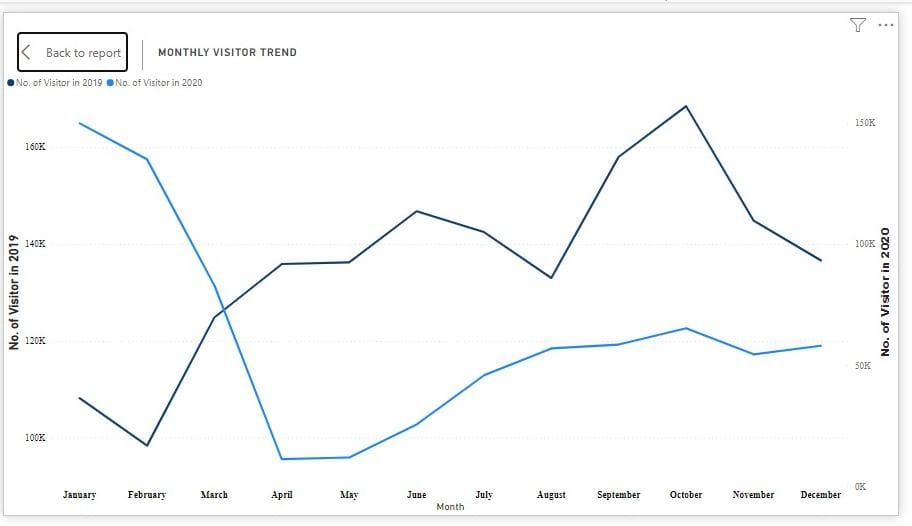 Back to report
MONTHLY VISITOR TREND
No. of Visitor in 2019 No. of Visitor in 2020
160K
140K
120K
100K
No. of Visitor in 2019
150K
100K
50K
0K
No. of Visitor in 2020
January February March April May June July August September October November December
Month